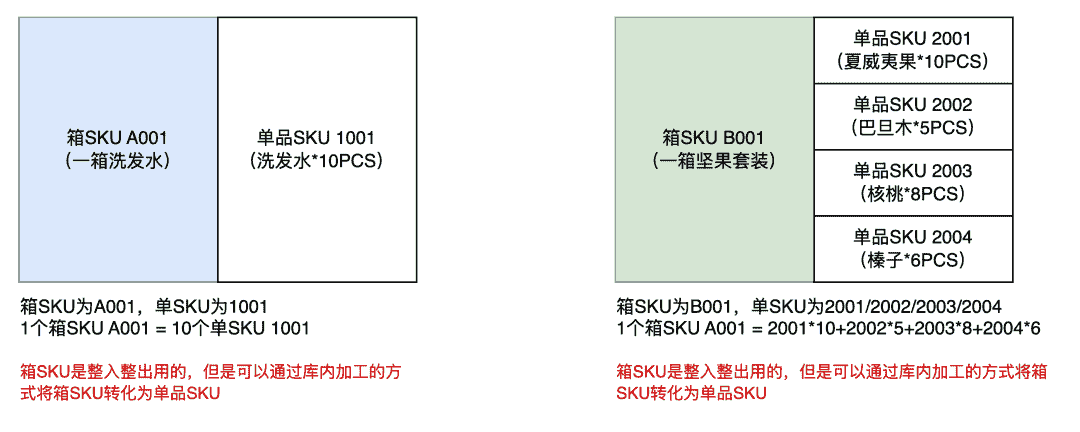 箱SKU A001
（一箱洗发水）
单品SKU 1001
（洗发水*10PCS）
箱SKU为A001，单SKU为1001
1个箱SKU A001 = 10个单SKU 1001
箱SKU是整入整出用的，但是可以通过库内加工的方
式将箱SKU转化为单品SKU
箱SKU B001
（一箱坚果套装）
单品SKU 2001
（夏威夷果*10PCS）
单品SKU 2002
（巴旦木*5PCS）
单品SKU 2003
（核桃*8PCS）
单品SKU 2004
（榛子*6PCS）
箱SKU为B001，单SKU为2001/2002/2003/2004
1个箱SKU A001 = 2001*10+2002*5+2003*8+2004*6
箱SKU是整入整出用的，但是可以通过库内加工的方式将箱
SKU转化为单品SKU